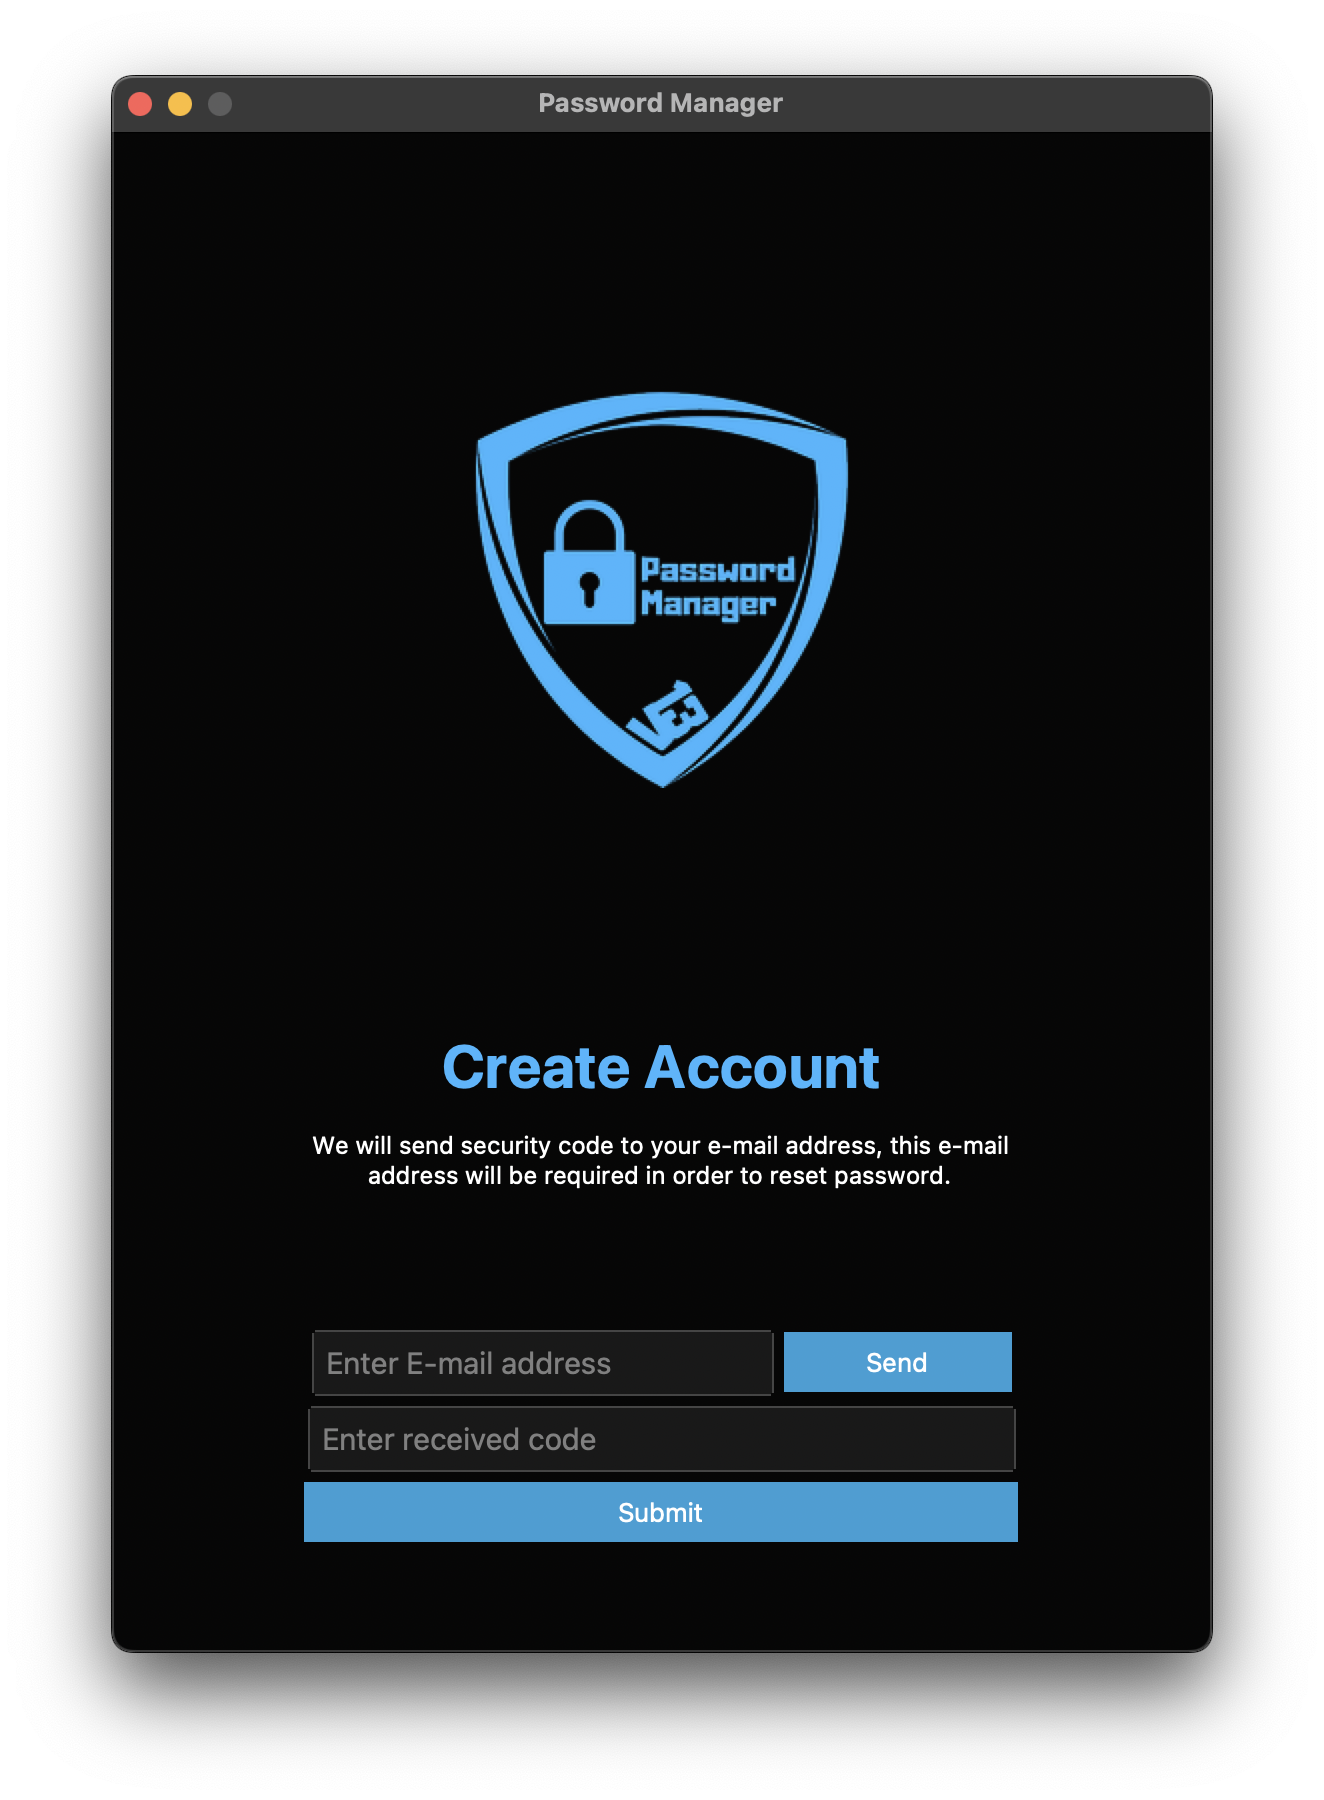 Password Manager
Password
Manager
Create Account
We will send security code to your e-mail address, this e-mail
address will be required in order to reset password.
Enter E-mail address
Send
Enter received code
Submit